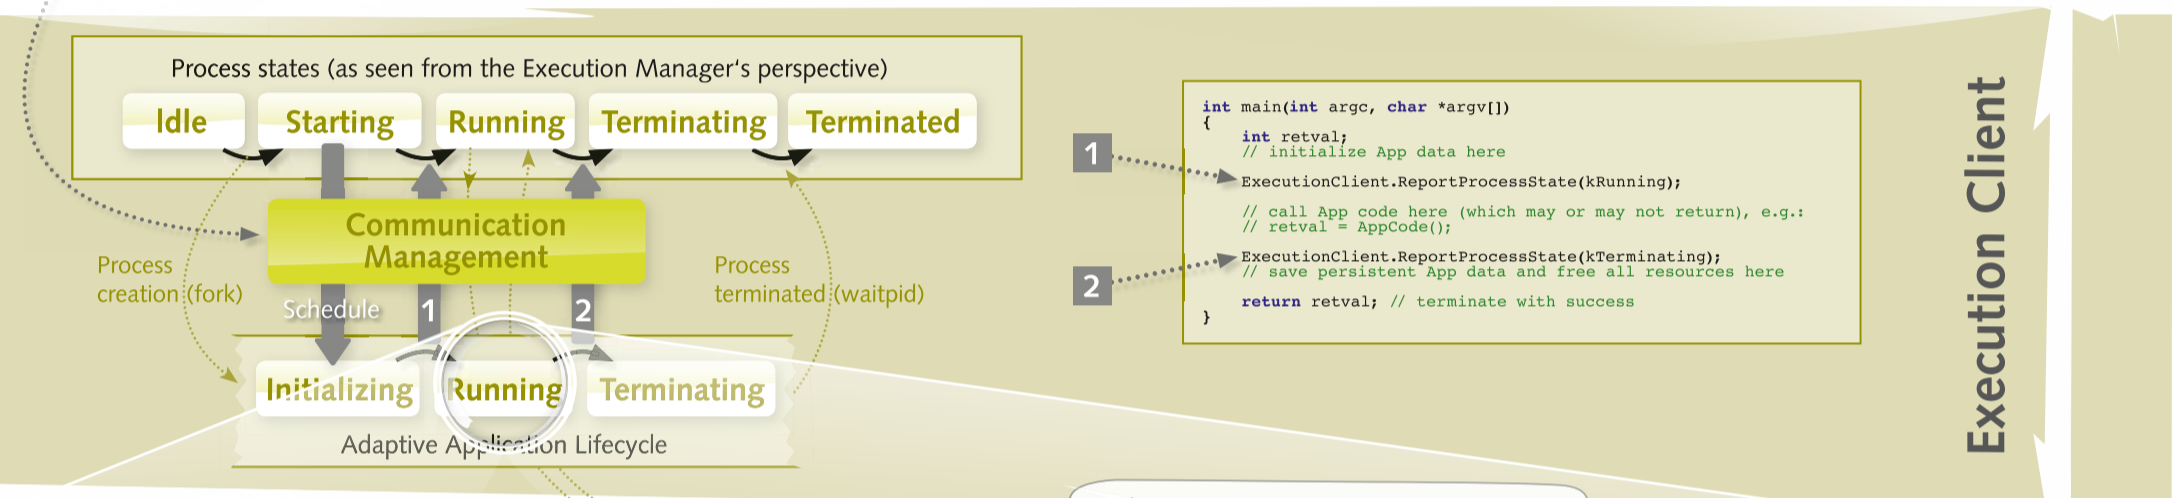 Process states (as seen from the Execution Manager‘s perspective)
Idle
Starting
Running
Terminating
Terminated
Communication
Management
Process
creation (fork)
Schedule
1
2
Process
terminated (waitpid)
Initializing
Running
Terminating
Adaptive Application Lifecycle
1
2
int main(int argc, char *argv[])
{
int retval;
// initialize App data here
ExecutionClient.ReportProcessState(kRunning);
// call App code here (which may or may not return), e.g.:
// retval = AppCode();
ExecutionClient.ReportProcessState(kTerminating);
// save persistent App data and free all resources here
return retval; // terminate with success
}
Execution Client